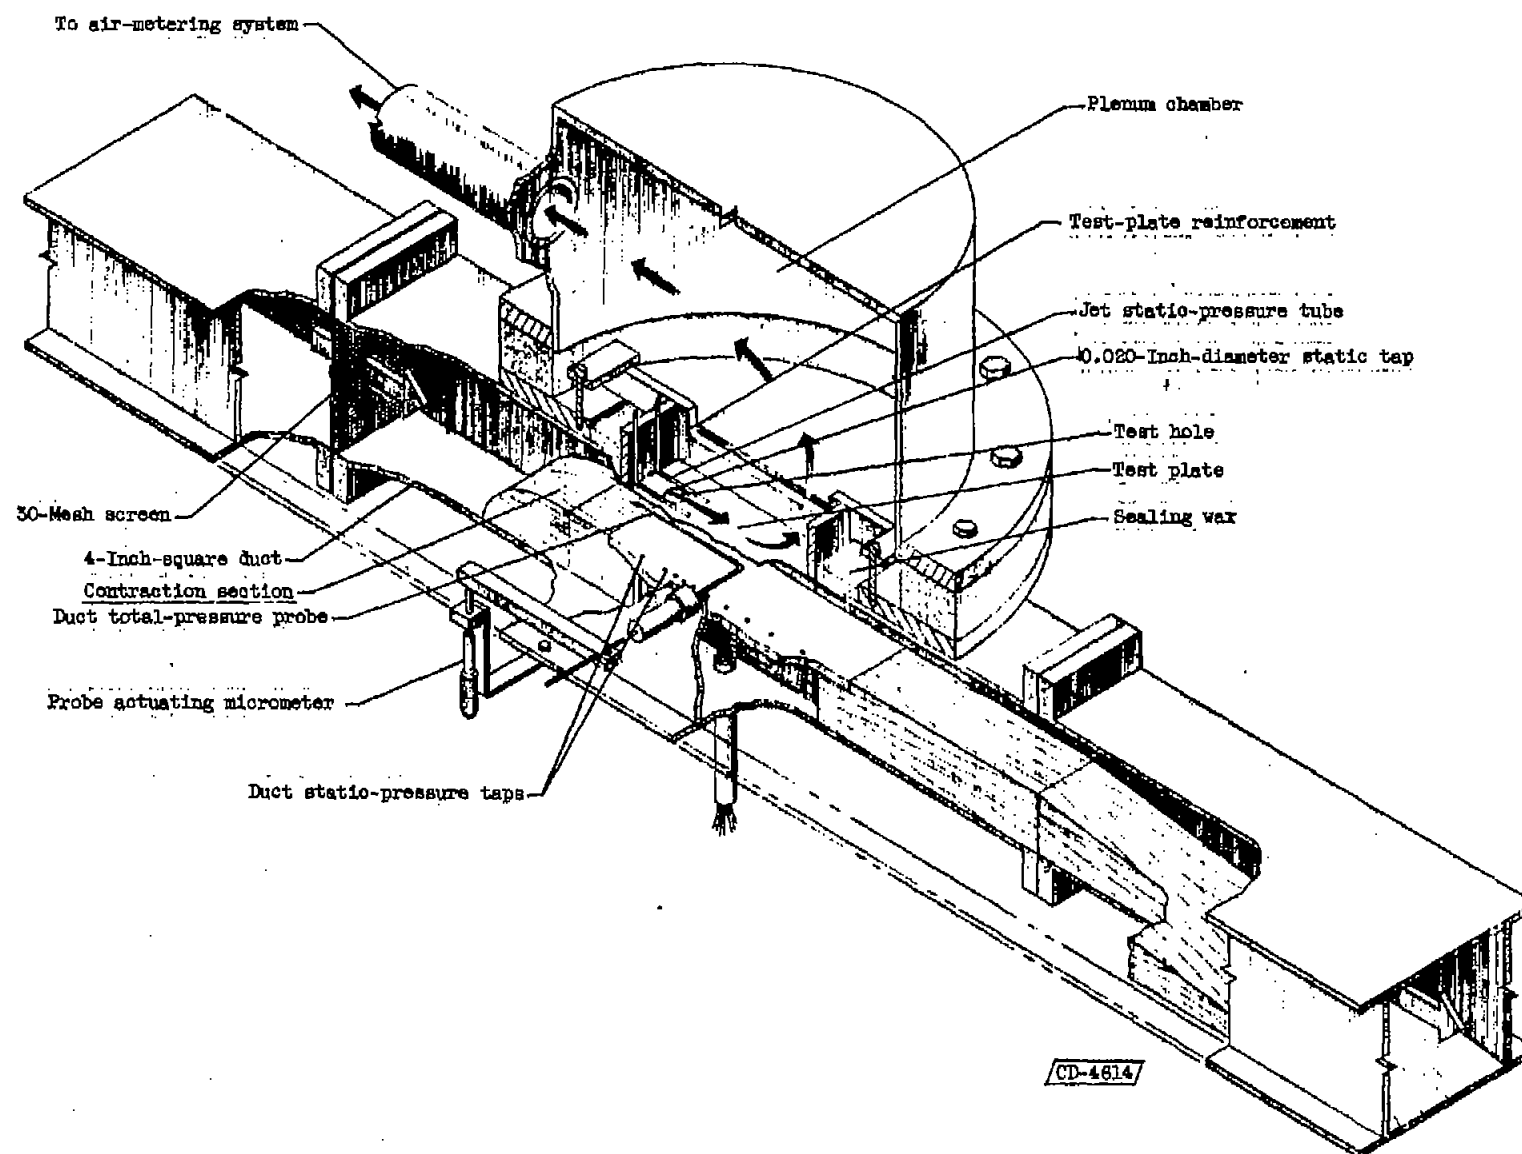 To air-metering system
Plenum chamber
Test-plate reinforcement
Jet static-pressure tube
0.020-Inch-diameter static tap
Test hole
Test plate
Sealing wax
30-Mesh screen
4-Inch-square duct
Contraction section
Duct total-pressure probe
Probe actuating micrometer
Duct static-pressure taps
CD-4614